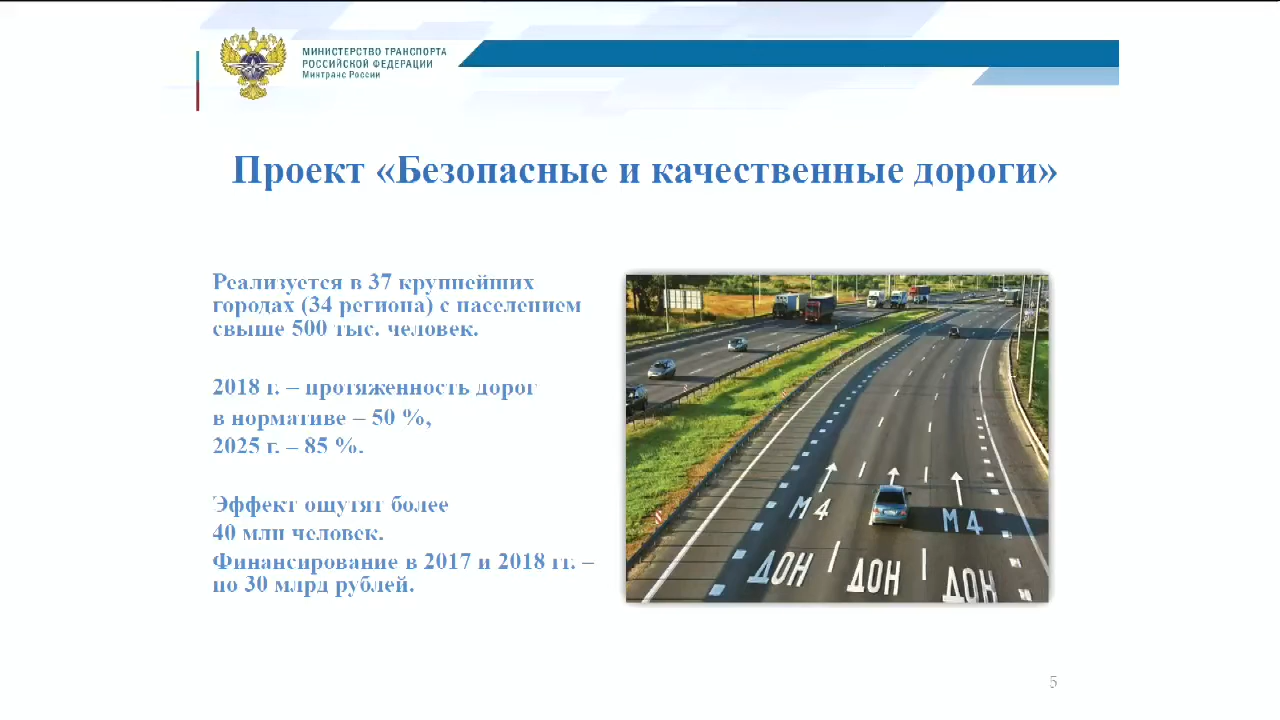 МИНИСТЕРСТВО ТРАНСПОРТА
РОССИЙСКОЙ ФЕДЕРАЦИИ
Минтранс России
Проект «Безопасные и качественные дороги»
Реализуется в 37 крупнейших
городах (34 региона) с населением
свыше 500 тыс. человек.
2018 г. – протяженность дорог
в нормативе – 50 %,
2025 г. – 85 %.
Эффект ощутят более
40 млн человек.
Финансирование в 2017 и 2018 гг. –
по 30 млрд рублей.
М4
М4
ДОН
ДОН
ДОН
5